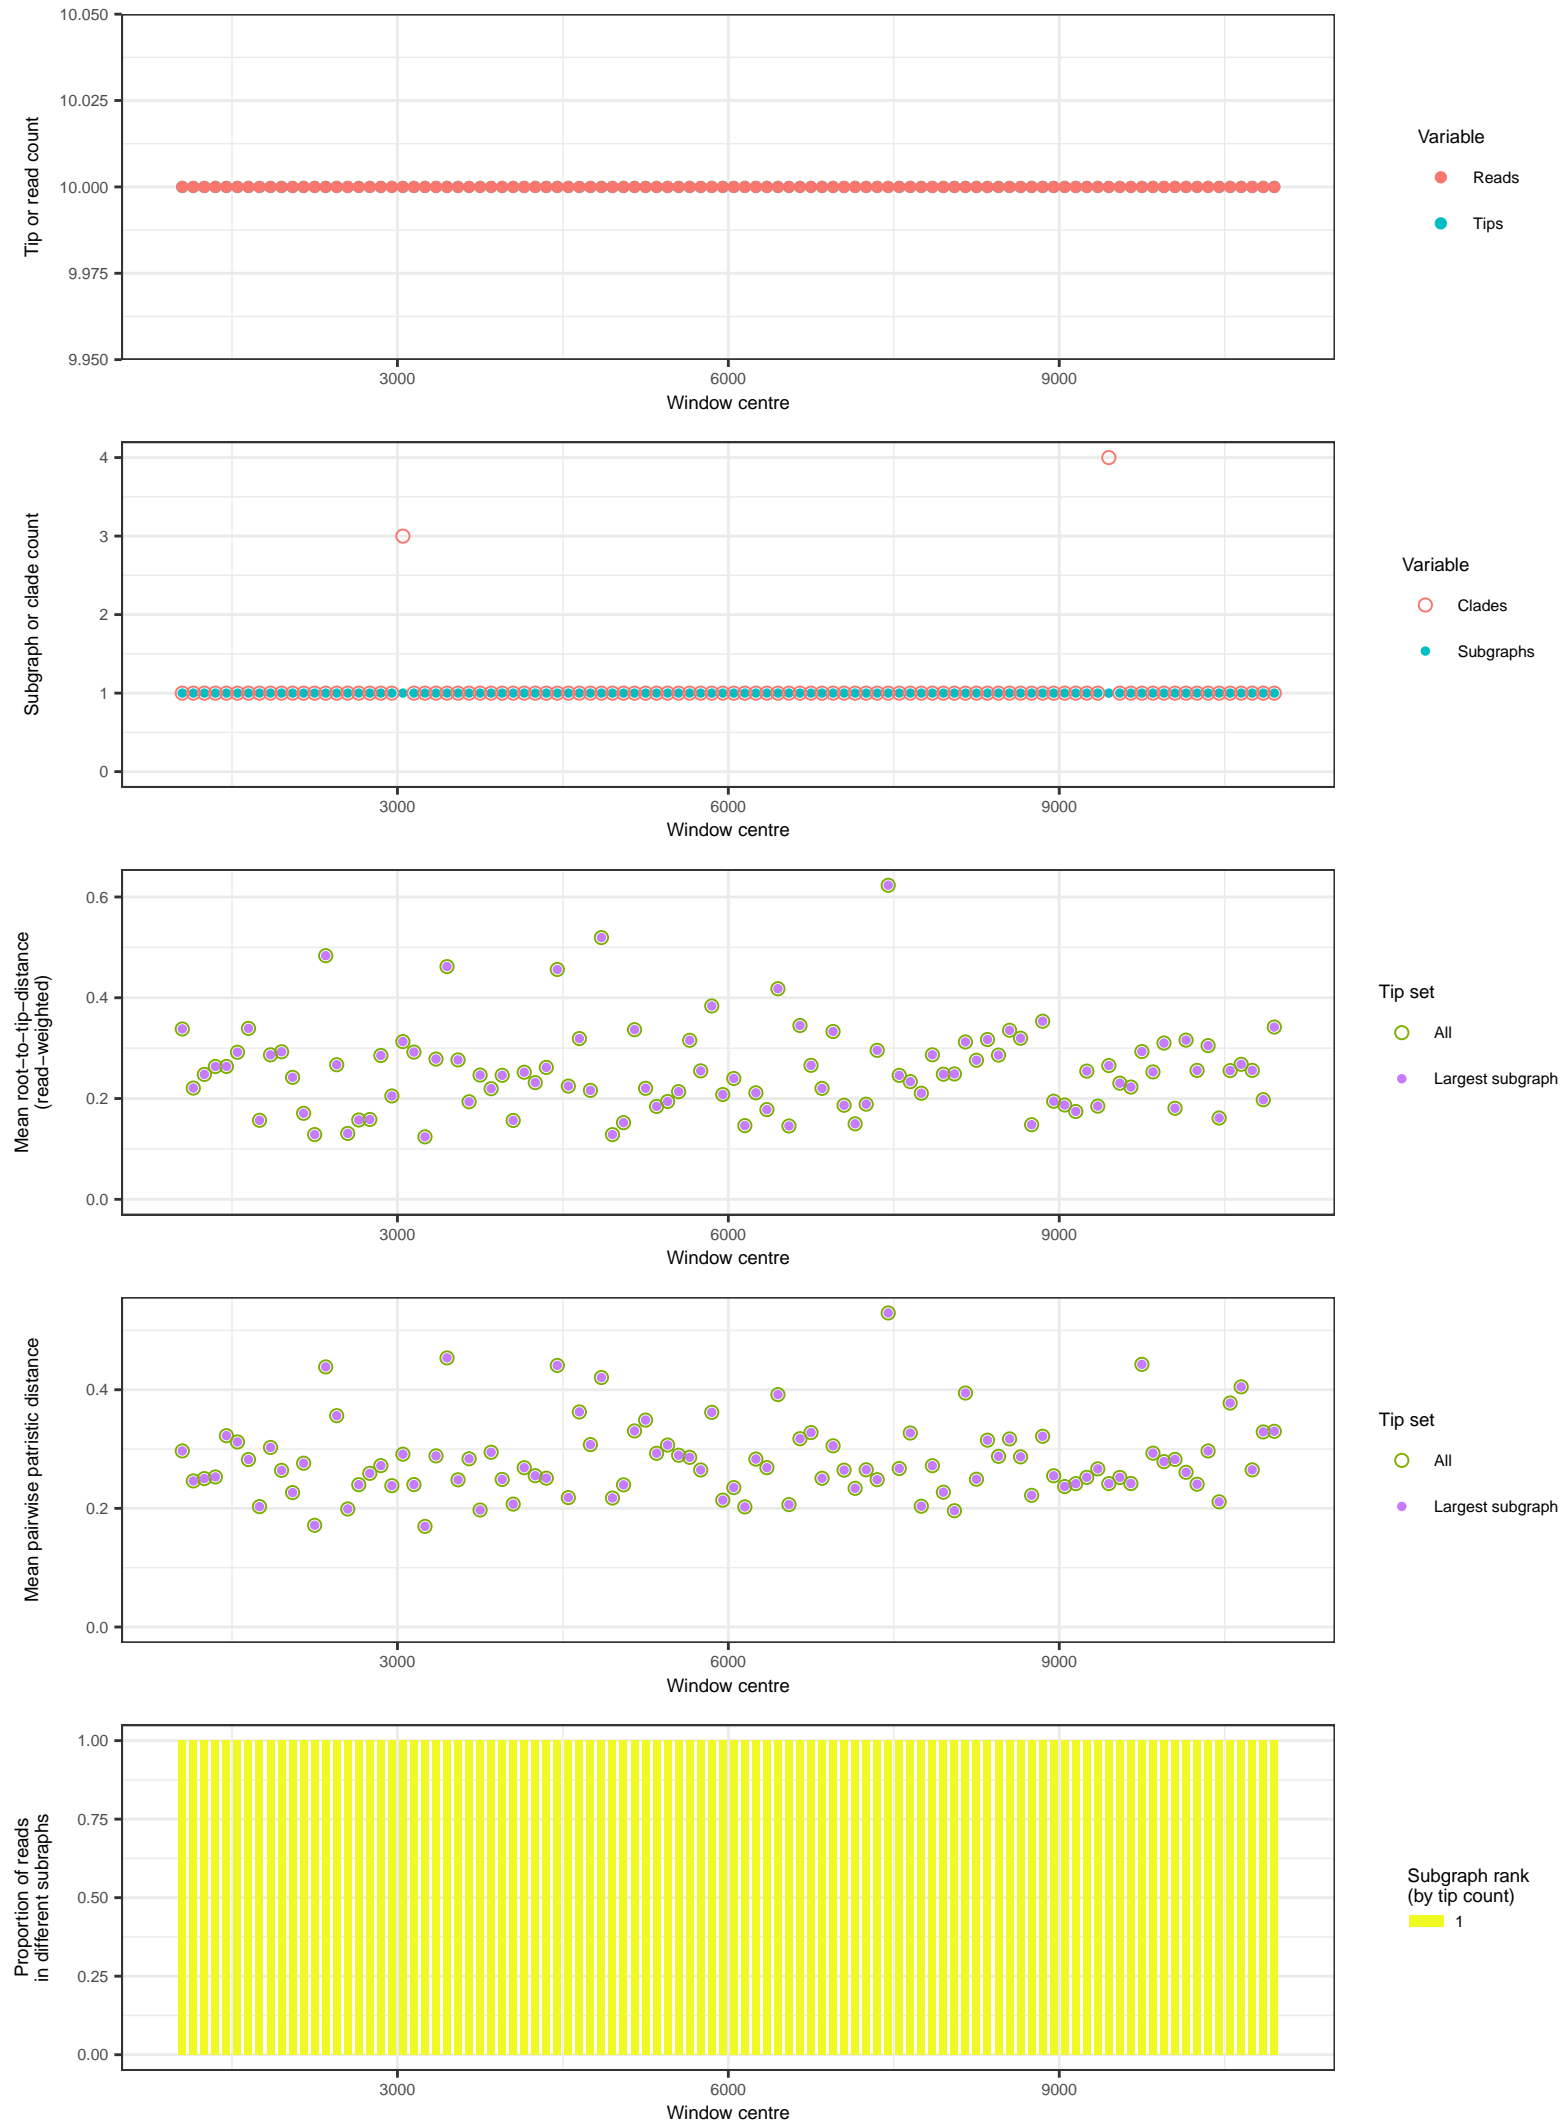 10.050
10.025
10.000
9.975
9.950
Tip or read count
3000 6000 9000
Window centre
Variable
Reads
Tips
4
3
2
1
0
Subgraph or clade count
3000 6000 9000
Window centre
Variable
Clades
Subgraphs
0.6
0.4
0.2
0.0
Mean root−to−tip−distance
(read−weighted)
3000 6000 9000
Window centre
Tip set
All
Largest subgraph
0.4
0.2
0.0
Mean pairwise patristic distance
3000 6000 9000
Window centre
Tip set
All
Largest subgraph
1.00
0.75
0.50
0.25
0.00
Proportion of reads
in different subraphs
3000 6000 9000
Window centre
Subgraph rank
(by tip count)
1